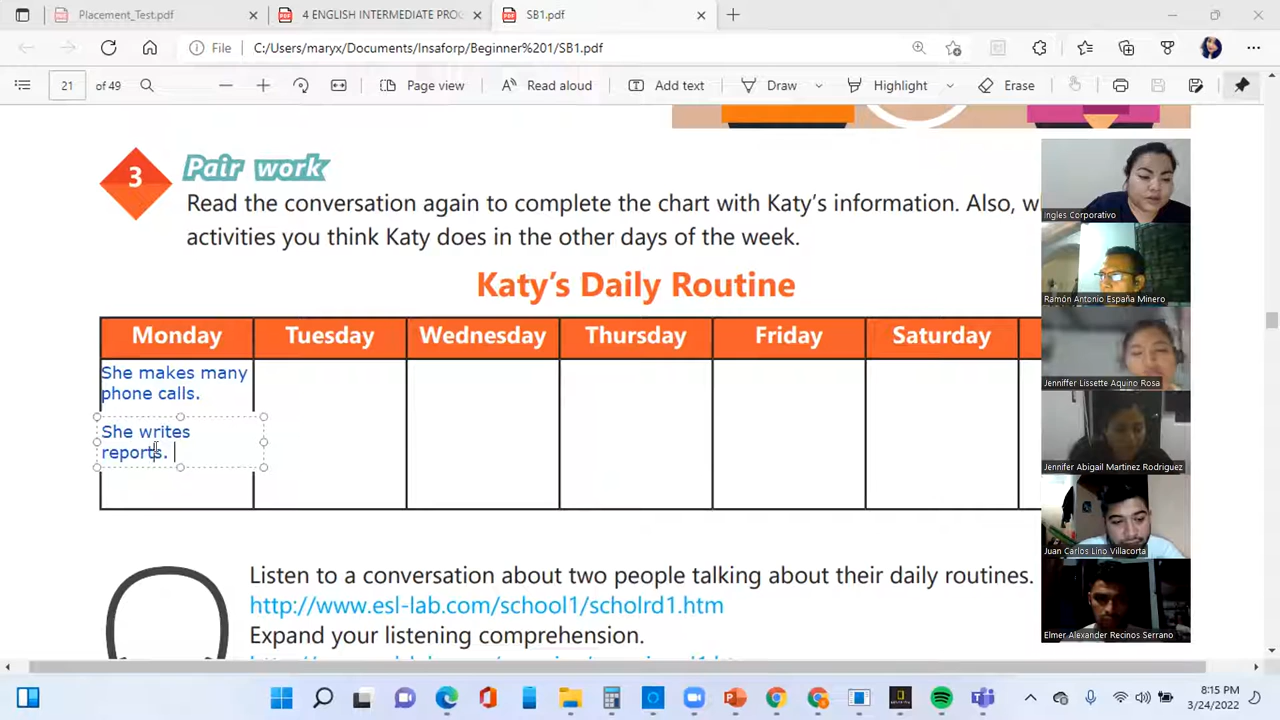 Placement_Test.pdf
4 ENGLISH INTERMEDIATE PROG
SB1.pdf
File
C:/Users/maryx/Documents/Insaforp/Beginner%201/SB1.pdf
21 of 49
Page view
Read aloud
Add text
Draw
Highlight
Erase
3
Pair work
Read the conversation again to complete the chart with Katy's information. Also, w
activities you think Katy does in the other days of the week.
Katy's Daily Routine
Monday Tuesday Wednesday Thursday Friday Saturday
She makes many
phone calls.
She writes
reports.
Listen to a conversation about two people talking about their daily routines.
http://www.esl-lab.com/school1/scholrd1.htm
Expand your listening comprehension.
Ingles Corporativo
Ramón Antonio España Minero
Jenniffer Lissette Aquino Rosa
Jennifer Abigail Martinez Rodriguez
Juan Carlos Lino Villacorta
Elmer Alexander Recinos Serrano
8:15 PM
3/24/2022